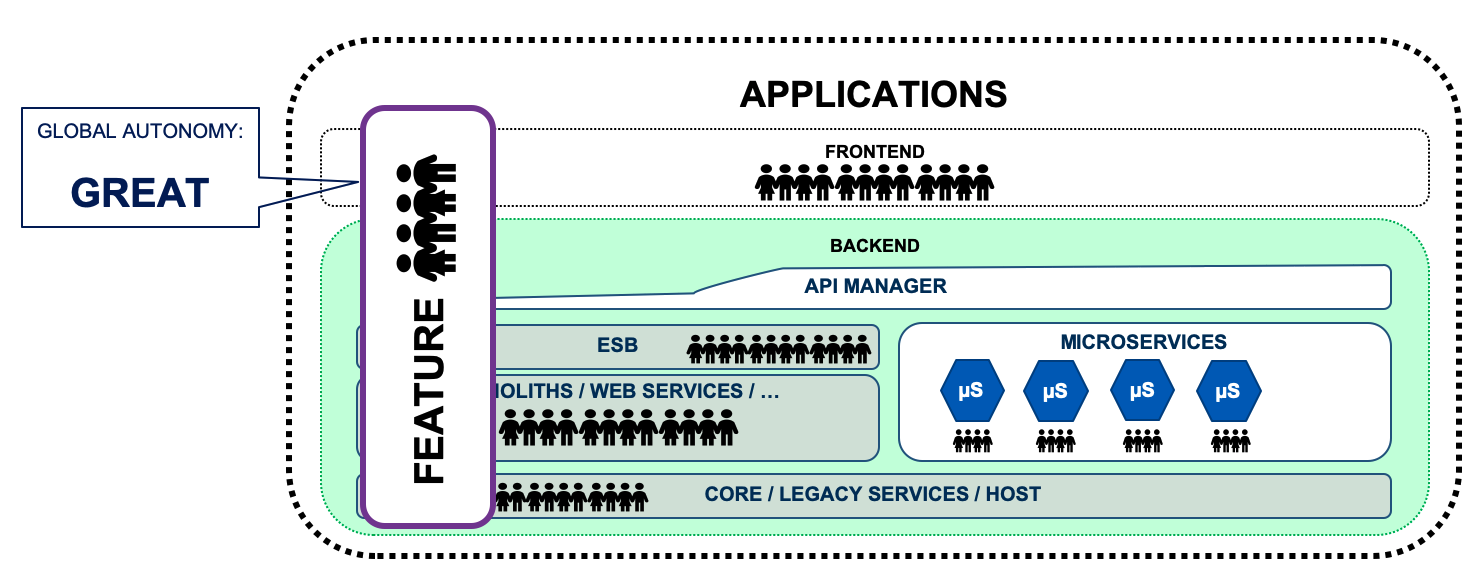 APPLICATIONS
GLOBAL AUTONOMY:
GREAT
FEATURE
FRONTEND
BACKEND
API MANAGER
ESB
OLITHS / WEB SERVICES / …
MICROSERVICES
µS
µS
µS
µS
CORE / LEGACY SERVICES / HOST